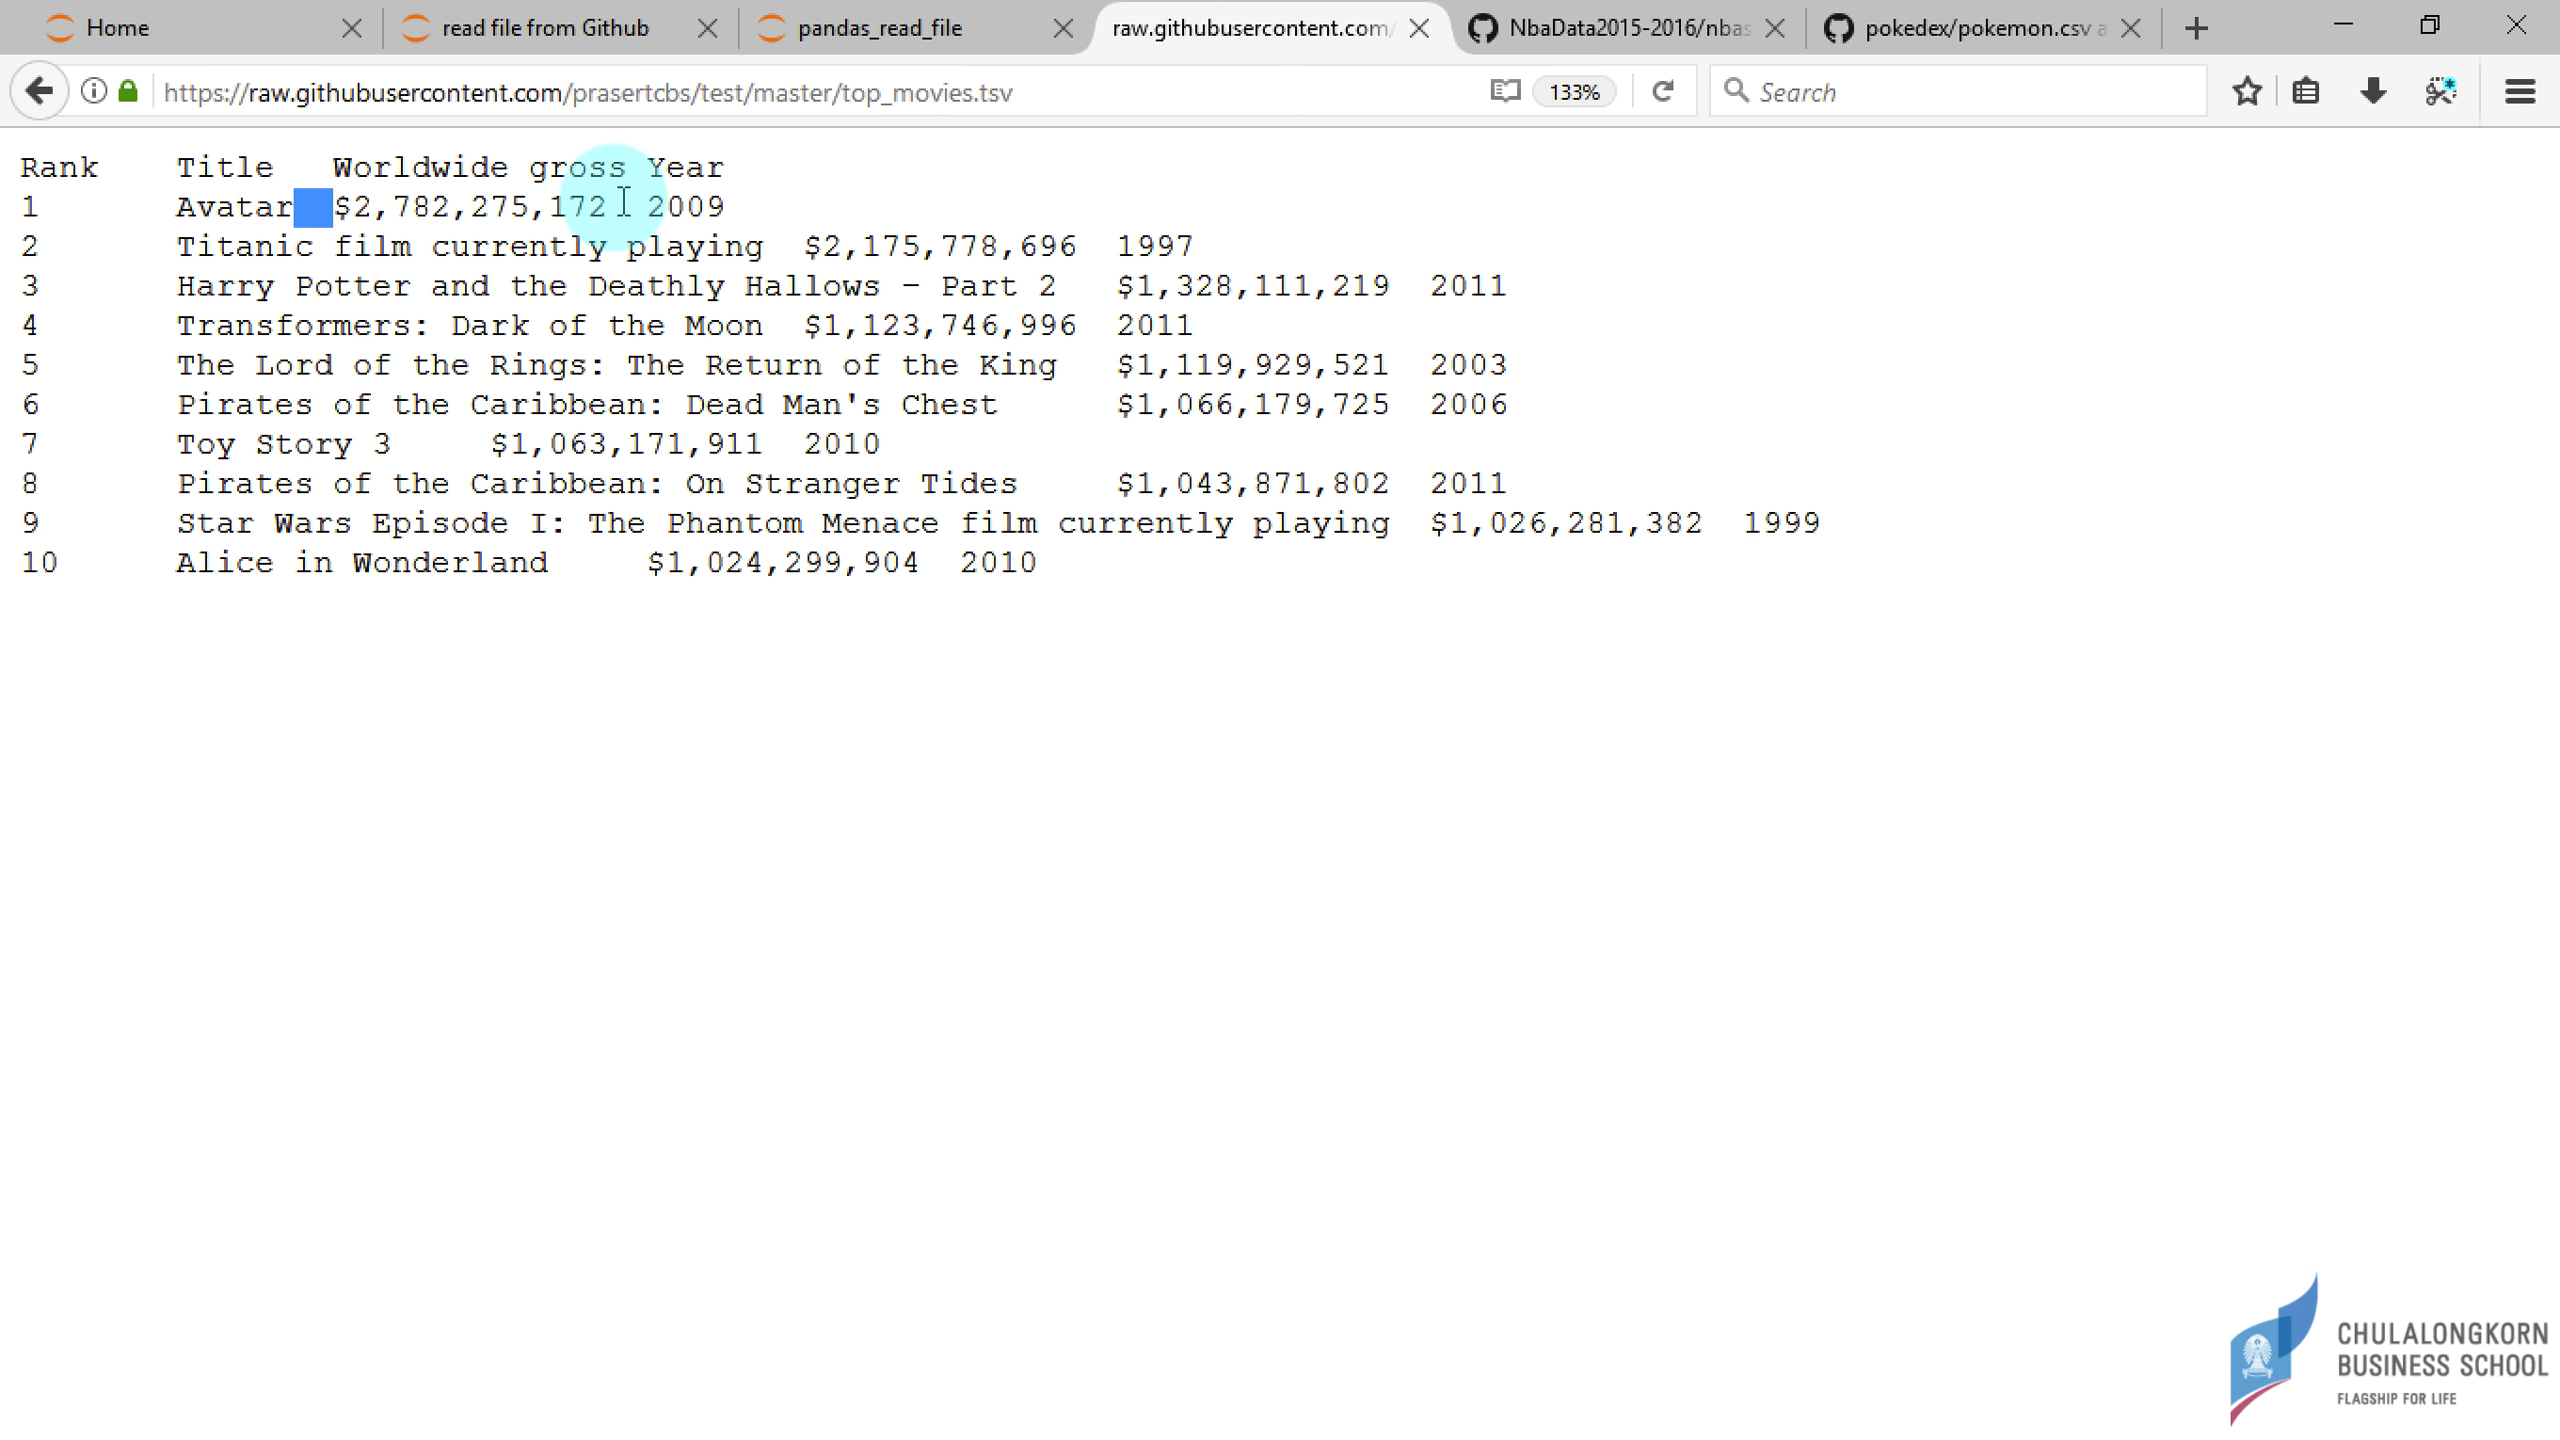 Home
read file from Github
pandas_read_file
raw.githubusercontent.com/
NbaData2015-2016/nbas
pokedex/pokemon.csv a
https://raw.githubusercontent.com/prasertcbs/test/master/top_movies.tsv
133%
Search
Rank Title Worldwide gross Year
1 Avatar $2,782,275,172 2009
2 Titanic film currently playing $2,175,778,696 1997
3 Harry Potter and the Deathly Hallows – Part 2 $1,328,111,219 2011
4 Transformers: Dark of the Moon $1,123,746,996 2011
5 The Lord of the Rings: The Return of the King $1,119,929,521 2003
6 Pirates of the Caribbean: Dead Man's Chest $1,066,179,725 2006
7 Toy Story 3 $1,063,171,911 2010
8 Pirates of the Caribbean: On Stranger Tides $1,043,871,802 2011
9 Star Wars Episode I: The Phantom Menace film currently playing $1,026,281,382 1999
10 Alice in Wonderland $1,024,299,904 2010
CHULALONGKORN
BUSINESS SCHOOL
FLAGSHIP FOR LIFE